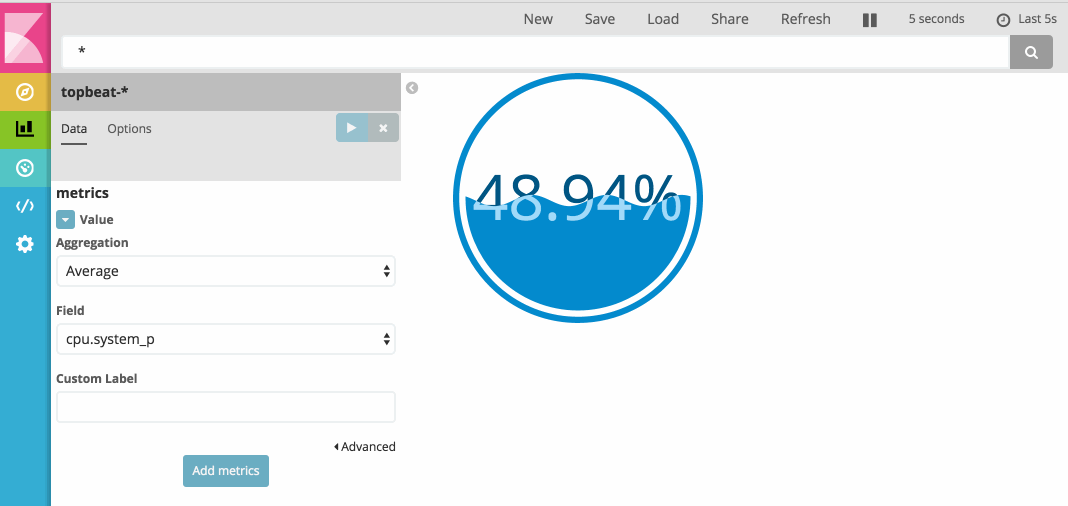 New Save Load Share Refresh 5 seconds Last 5s
*
topbeat-*
Data Options
metrics
Value
Aggregation
Average
Field
cpu.system_p
Custom Label
Advanced
Add metrics
48.94%